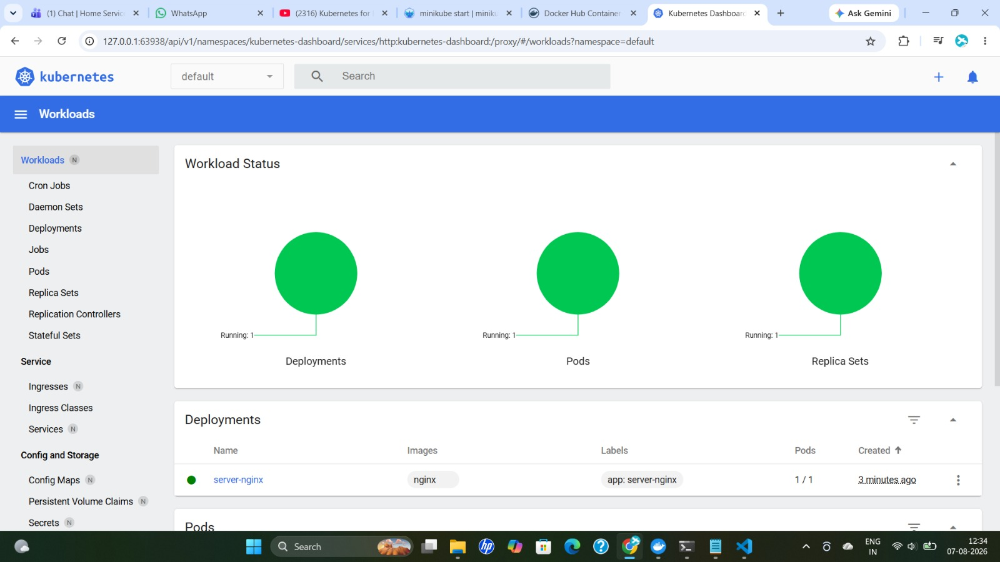 (1) Chat | Home Servic
WhatsApp
(2316) Kubernetes for
minikube start | miniku
Docker Hub Container
Kubernetes Dashboard
Ask Gemini
127.0.0.1:63938/api/v1/namespaces/kubernetes-dashboard/services/http:kubernetes-dashboard:/proxy/#/workloads?namespace=default
kubernetes
default
Search
Workloads
Workloads N
Cron Jobs
Daemon Sets
Deployments
Jobs
Pods
Replica Sets
Replication Controllers
Stateful Sets
Service
Ingresses N
Ingress Classes
Services N
Config and Storage
Config Maps N
Persistent Volume Claims N
Secrets N
Workload Status
Running: 1
Deployments
Running: 1
Pods
Running: 1
Replica Sets
Deployments
Name Images Labels Pods Created
server-nginx nginx app: server-nginx 1 / 1 3 minutes ago
Pods
Search
hp
ENG
IN
12:34
07-08-2026